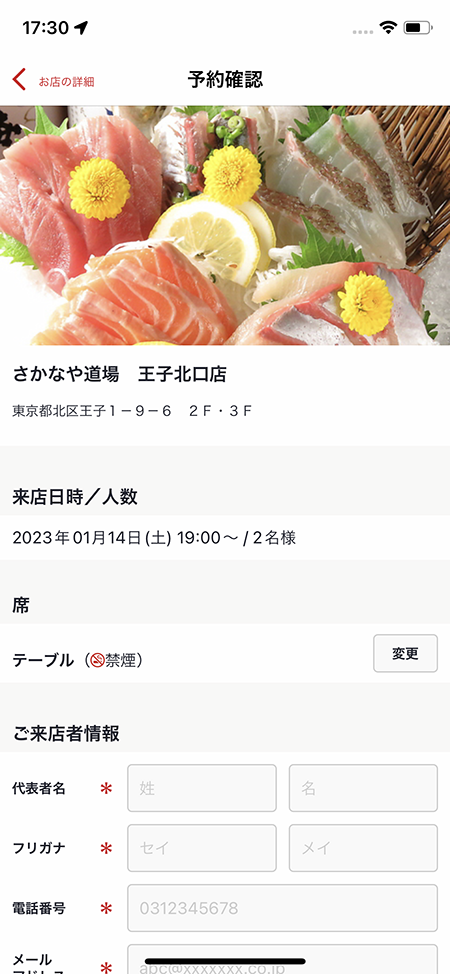 17:30
お店の詳細
予約確認
さかなや道場　王子北口店
東京都北区王子１－９－６　２Ｆ・３Ｆ
来店日時／人数
2023年01月14日(土) 19:00～ / 2名様
席
テーブル（禁煙）
変更
ご来店者情報
代表者名 * 姓 名
フリガナ * セイ メイ
電話番号 * 0312345678
メール
アドレス * abc@xxxxxxx.co.jp